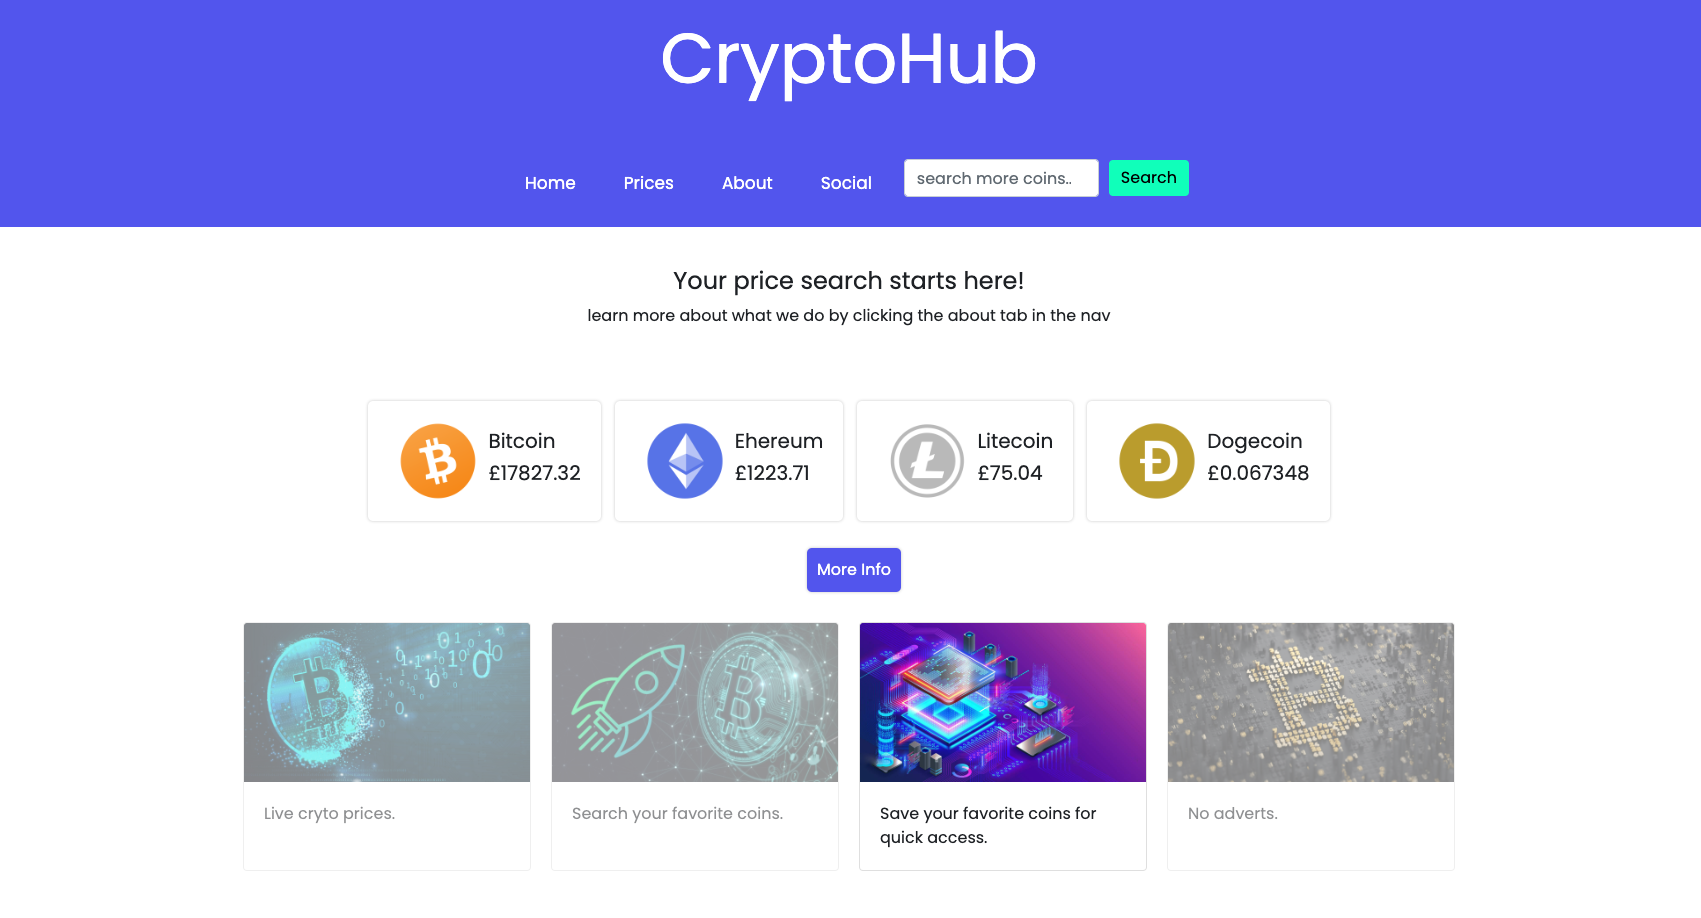 CryptoHub
Home Prices About Social search more coins.. Search
Your price search starts here!
learn more about what we do by clicking the about tab in the nav
Bitcoin
£17827.32
Ehereum
£1223.71
Litecoin
£75.04
Dogecoin
£0.067348
More Info
Live cryto prices.
Search your favorite coins.
Save your favorite coins for
quick access.
No adverts.